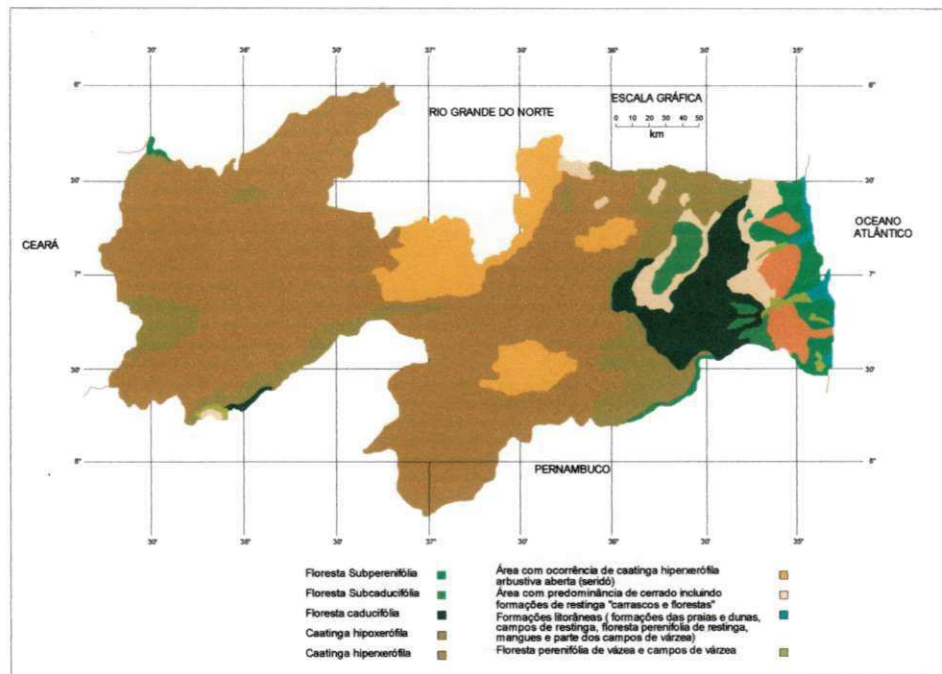 30' 38° 30' 37° 30' 36° 30' 35°
6° 6°
RIO GRANDE DO NORTE
ESCALA GRÁFICA
0 10 20 30 40 50
km
30' 30'
CEARÁ
OCEANO
ATLÂNTICO
7° 7°
30' 30'
8° 8°
PERNAMBUCO
30' 38° 30' 37° 30' 36° 30' 35°
Floresta Subperenifólia
Floresta Subcaducifólia
Floresta caducifólia
Caatinga hipoxerófila
Caatinga hiperxerófila
Área com ocorrência de caatinga hiperxerófila
arbustiva aberta (seridó)
Área com predominância de cerrado incluindo
formações de restinga "carrascos e florestas"
Formações litorâneas ( formações das praias e dunas,
campos de restinga, floresta perenifolia de restinga,
mangues e parte dos campos de várzea)
Floresta perenifólia de vázea e campos de várzea